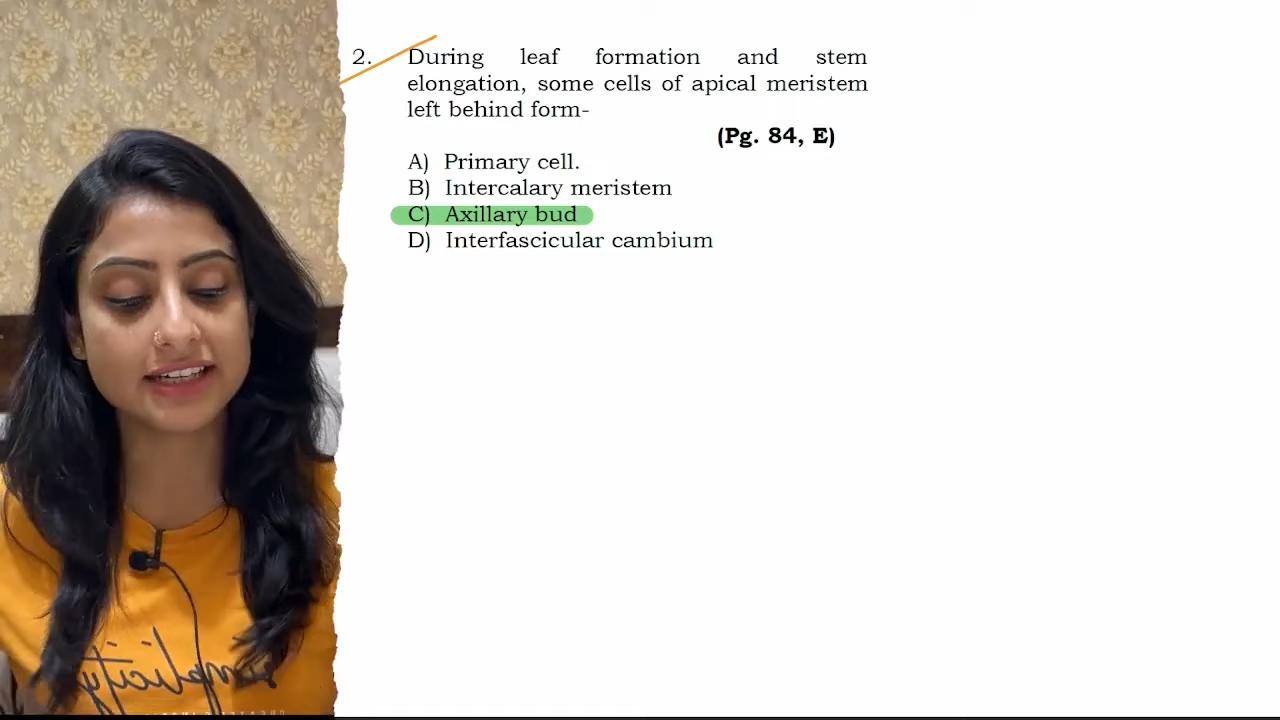 2. During leaf formation and stem
elongation, some cells of apical meristem
left behind form-
(Pg. 84, E)
A) Primary cell.
B) Intercalary meristem
C) Axillary bud
D) Interfascicular cambium
simplicity